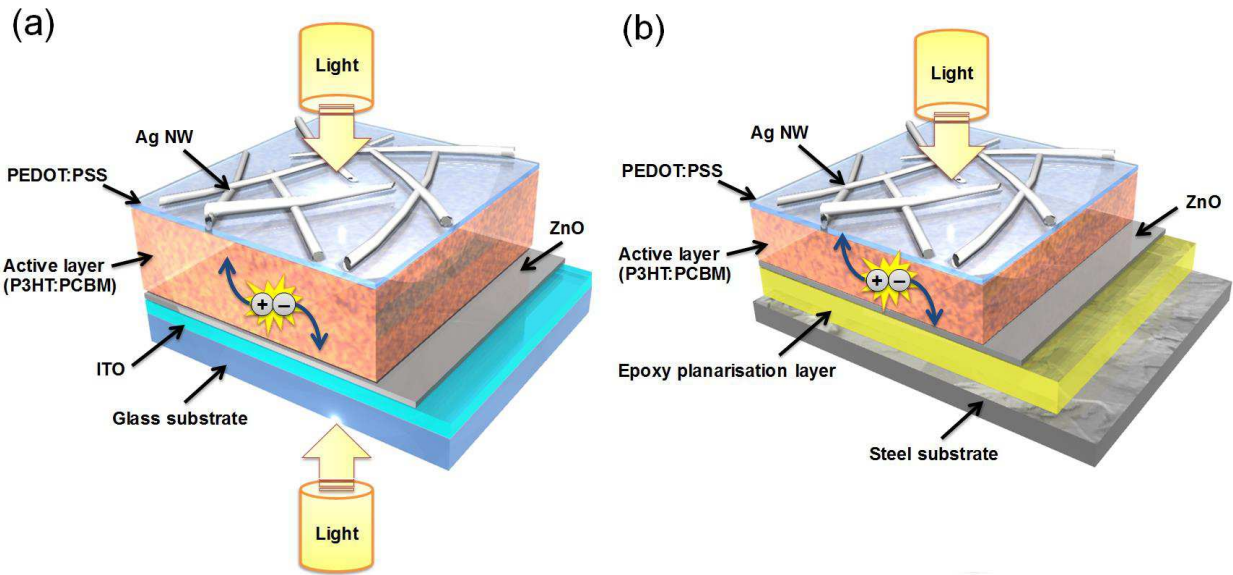 (a)
Light
Ag NW
PEDOT:PSS
ZnO
Active layer
(P3HT:PCBM)
+ −
ITO
Glass substrate
Light
(b)
Light
Ag NW
PEDOT:PSS
ZnO
Active layer
(P3HT:PCBM)
+ −
Epoxy planarisation layer
Steel substrate